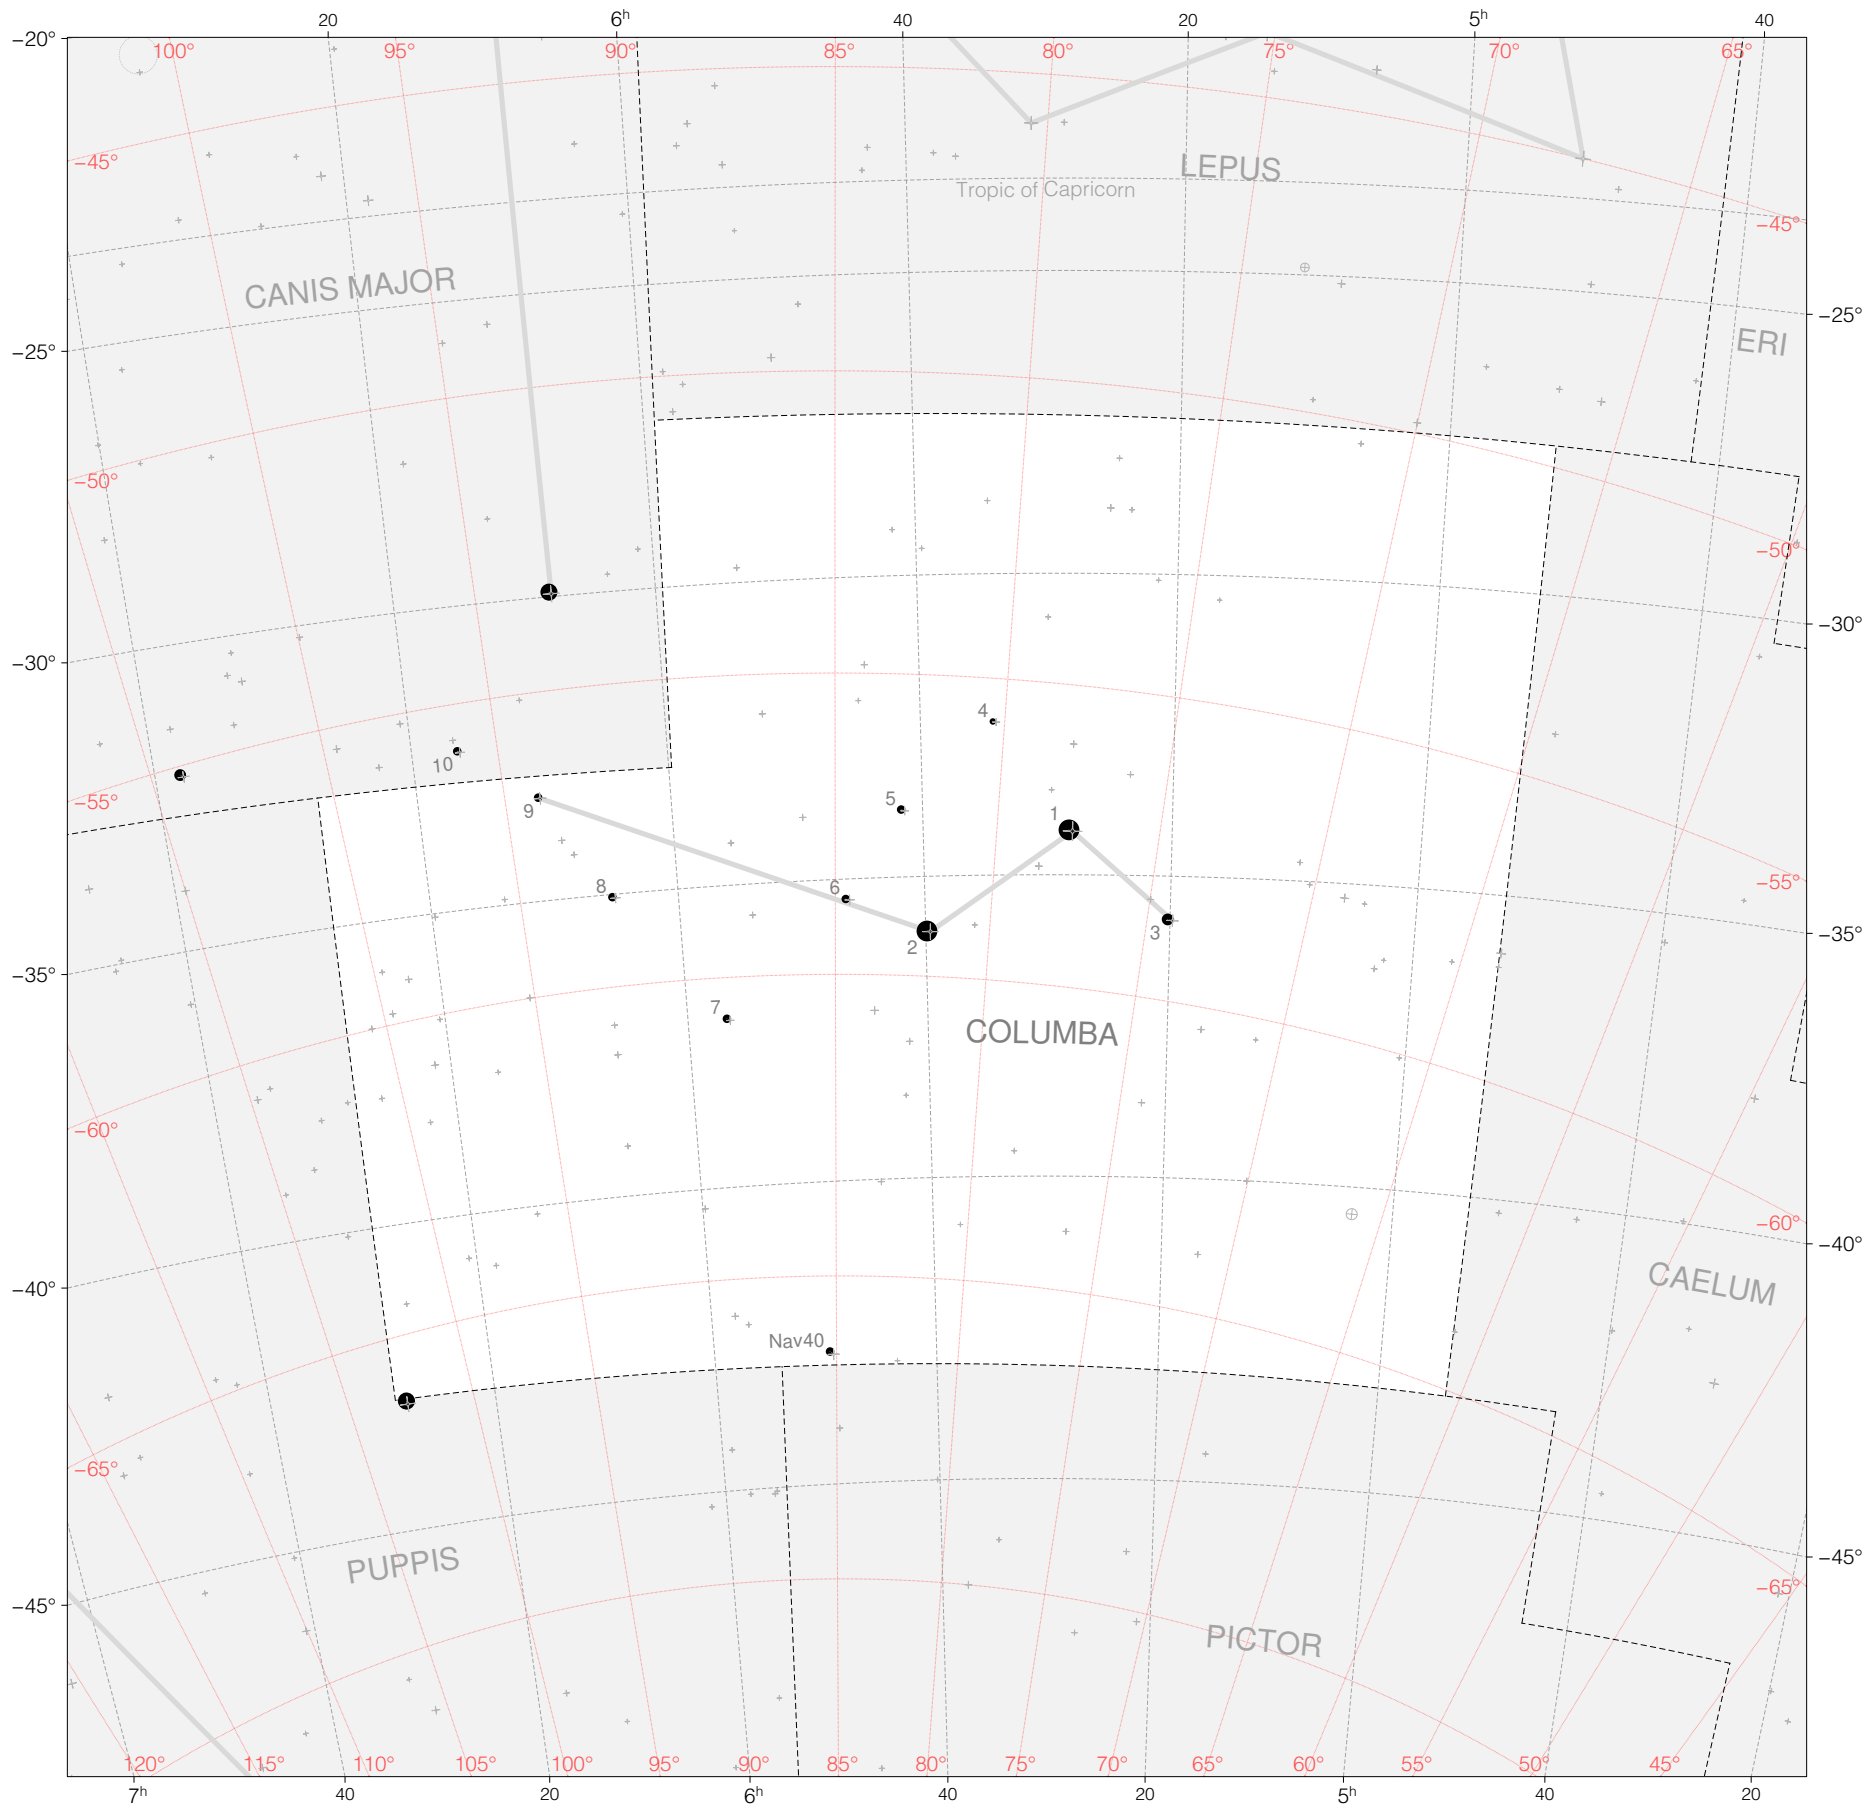 20 6h 40 20 5h 40
−20° 100° 95° 90° 85° 80° 75° 70° 65°
−45° LEPUS
Tropic of Capricorn
−45°
CANIS MAJOR
−25° −25°
ERI
−50°
−50°
−30° −30°
4
10
−55° 9 5 1
8 6 −55°
2 3 −35°
−35°
7
COLUMBA
−60°
−60°
−40° −40°
CAELUM
Nav40
−65°
PUPPIS −45°
−65°
−45°
PICTOR
120° 115° 110° 105° 100° 95° 90° 85° 80° 75° 70° 65° 60° 55° 50° 45°
7h 40 20 6h 40 20 5h 40 20